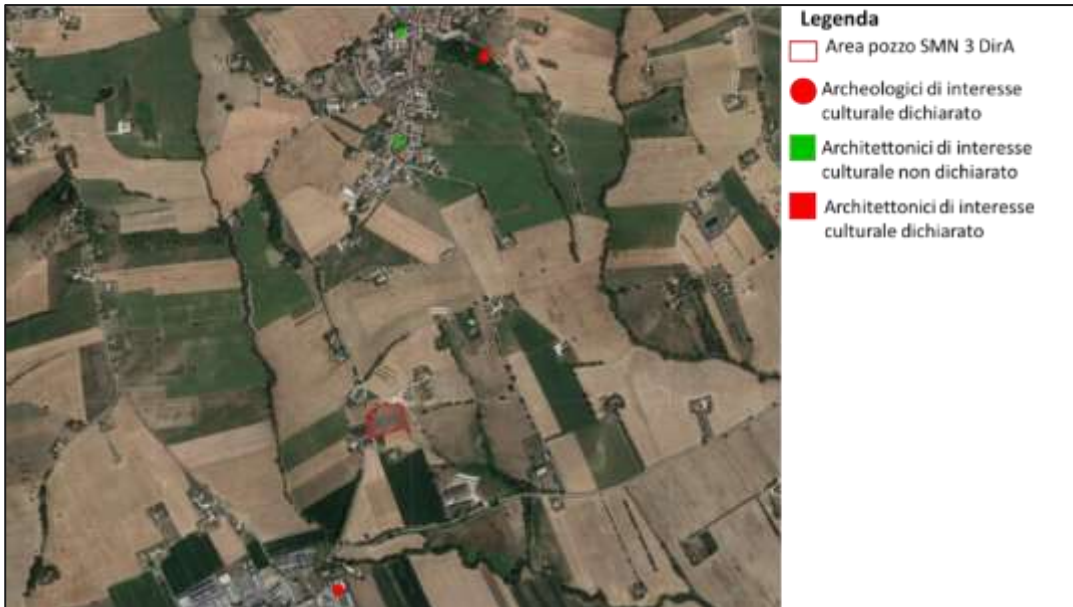 Legenda
Area pozzo SMN 3 DirA
Archeologici di interesse
culturale dichiarato
Architettonici di interesse
culturale non dichiarato
Architettonici di interesse
culturale dichiarato